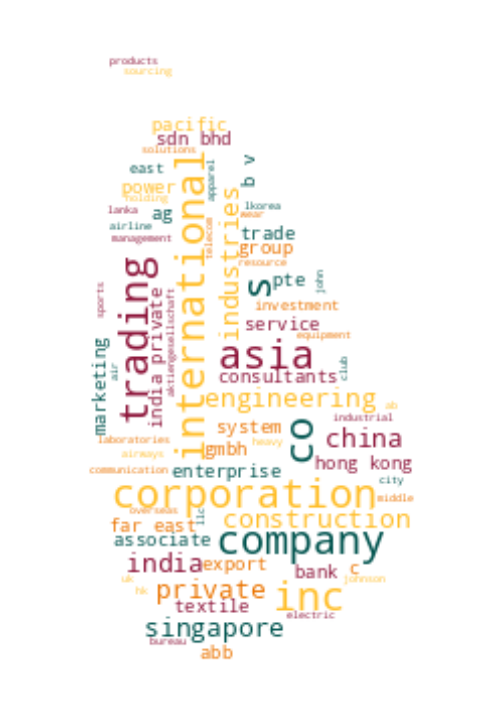 products
sourcing
pacific
sdn bhd
solutions
east
b v
apparel
power
holding
international
industries
lanka
ag
lkorea
wear
airline
telecom
trade
management
group
resource
trading
s
pte
john
sports
india private
aktiengesellschaft
investment
service
equipment
marketing
air
asia
consultants
club
engineering
ab
industrial
system
co
china
laboratories
gmbh
heavy
airways
hong kong
communication
enterprise
city
corporation
middle
overseas
llc
construction
far east
associate
company
india
export
bank
c
uk
johnson
hk
private
inc
textile
electric
singapore
bureau
abb